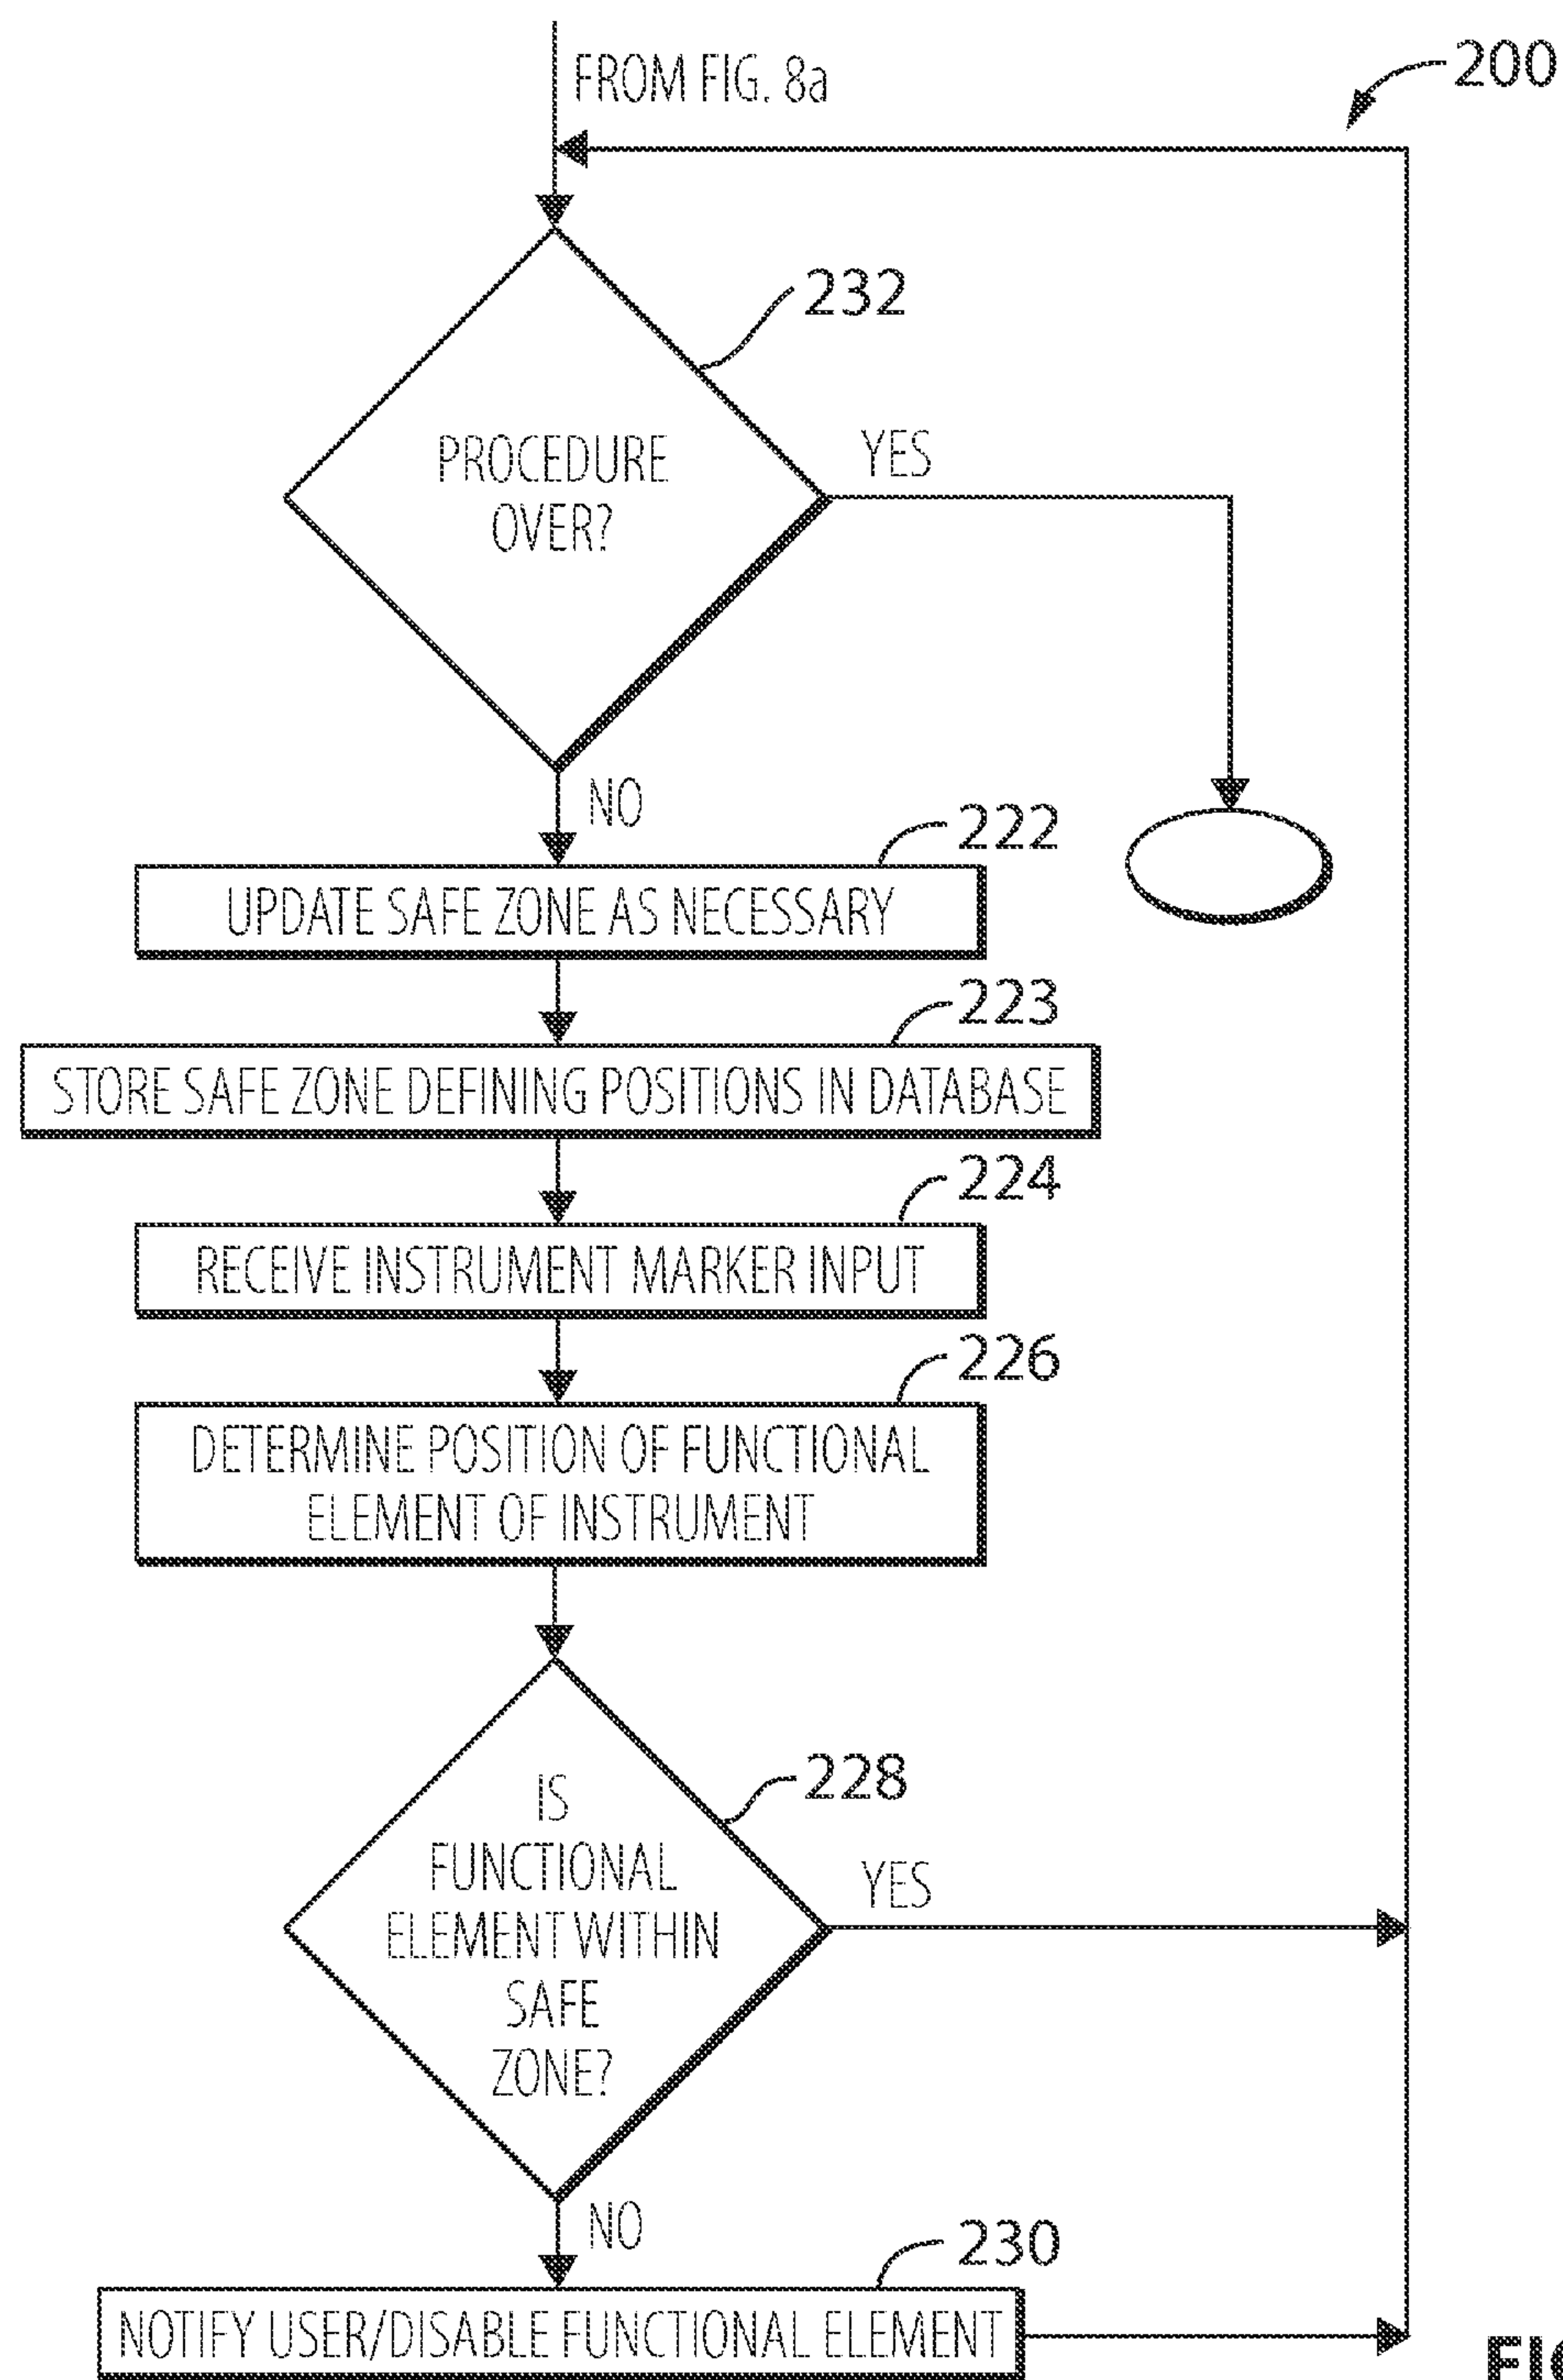 FROM FIG. 8a
200
232
PROCEDURE
OVER?
YES
NO
222
UPDATE SAFE ZONE AS NECESSARY
223
STORE SAFE ZONE DEFINING POSITIONS IN DATABASE
224
RECEIVE INSTRUMENT MARKER INPUT
226
DETERMINE POSITION OF FUNCTIONAL
ELEMENT OF INSTRUMENT
228
IS
FUNCTIONAL
ELEMENT WITHIN
SAFE
ZONE?
YES
NO
230
NOTIFY USER/DISABLE FUNCTIONAL ELEMENT